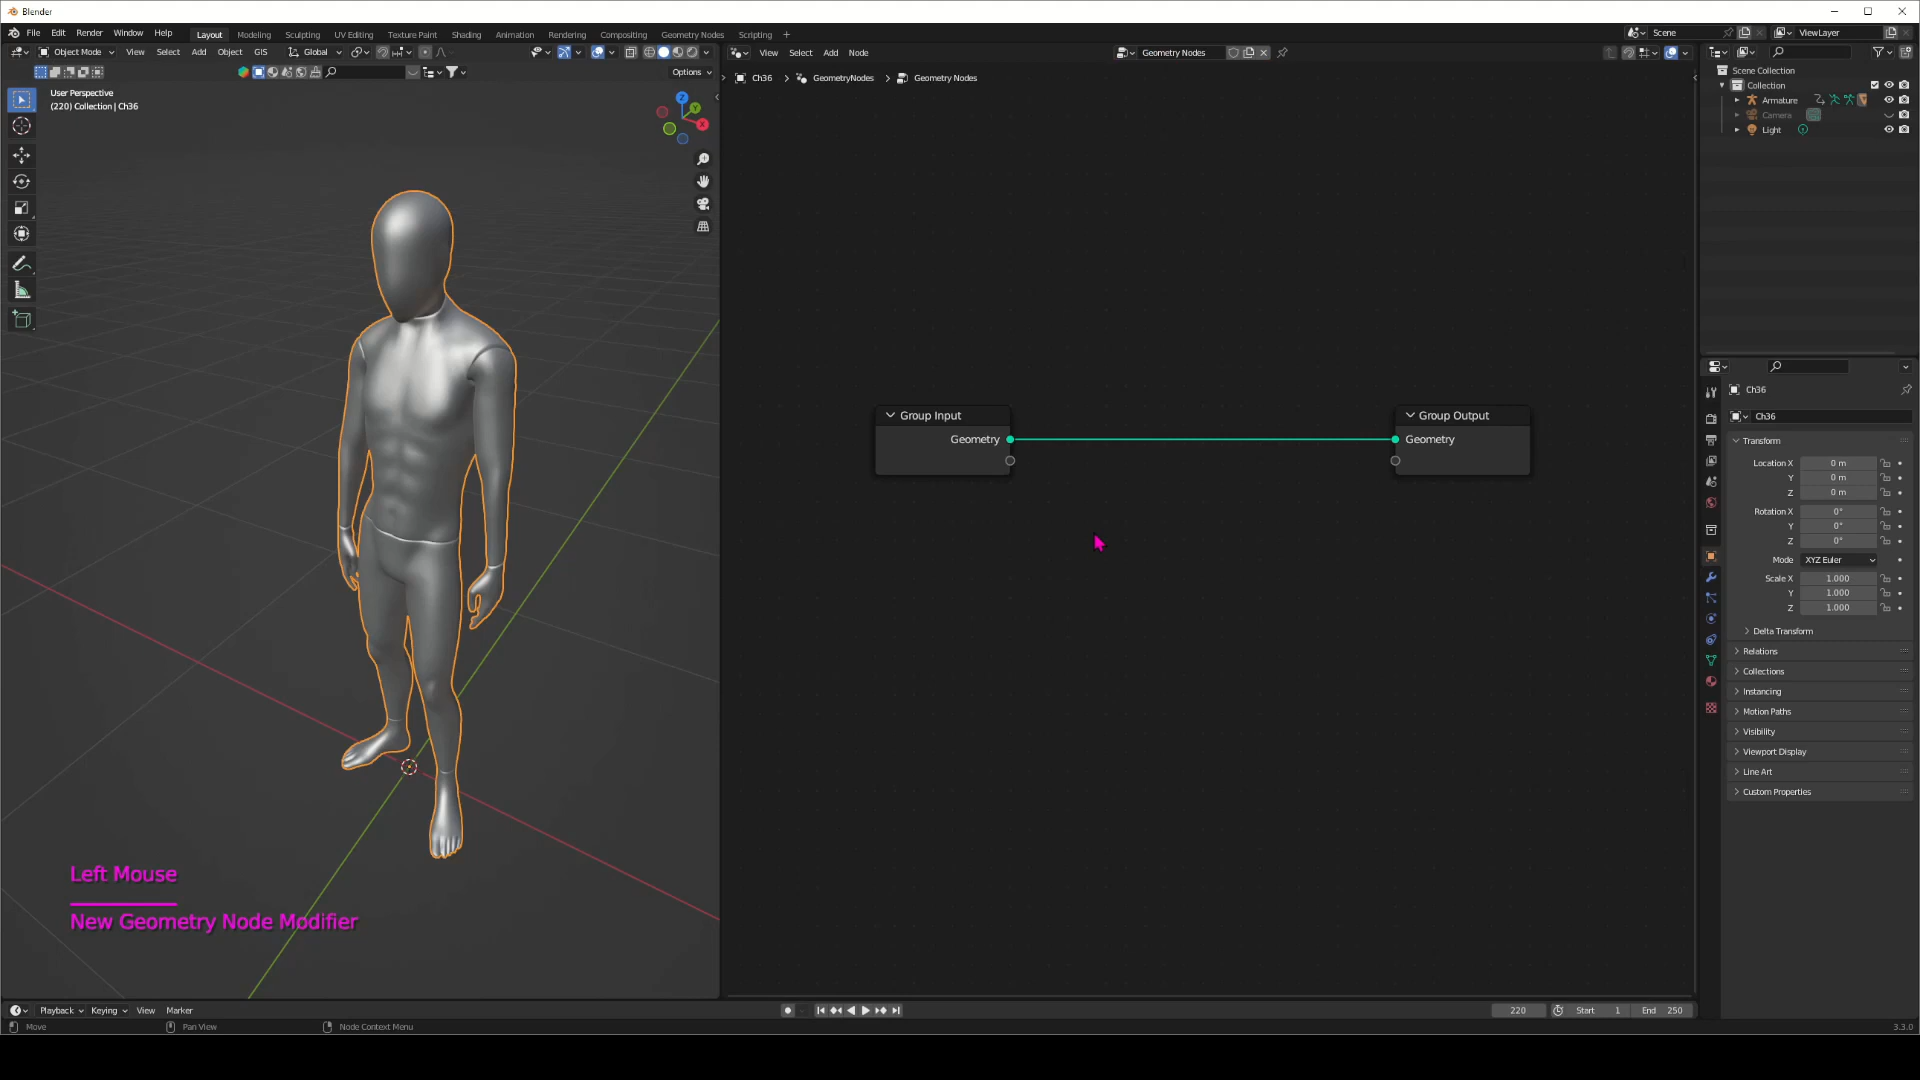 Blender
File Edit Render Window Help Layout Modeling Sculpting UV Editing Texture Paint Shading Animation Rendering Compositing Geometry Nodes Scripting + Scene ViewLayer
Object Mode View Select Add Object GIS Global View Select Add Node Geometry Nodes
Options Ch36 > GeometryNodes > Geometry Nodes
Scene Collection
Collection
Armature
Camera
Light
User Perspective
(220) Collection | Ch36
Z
Y
X
Group Input
Geometry
Group Output
Geometry
Ch36
Ch36
Transform
Location X 0 m
Y 0 m
Z 0 m
Rotation X 0°
Y 0°
Z 0°
Mode XYZ Euler
Scale X 1.000
Y 1.000
Z 1.000
Delta Transform
Relations
Collections
Instancing
Motion Paths
Visibility
Viewport Display
Line Art
Custom Properties
Left Mouse
New Geometry Node Modifier
Playback Keying View Marker 220 Start 1 End 250
Move Pan View Node Context Menu 3.3.0